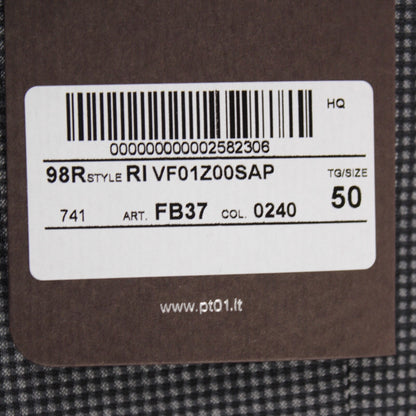 HQ
000000000002582306
98R STYLE RI VF01Z00SAP TG/SIZE
741 ART. FB37 COL. 0240 50
www.pt01.it